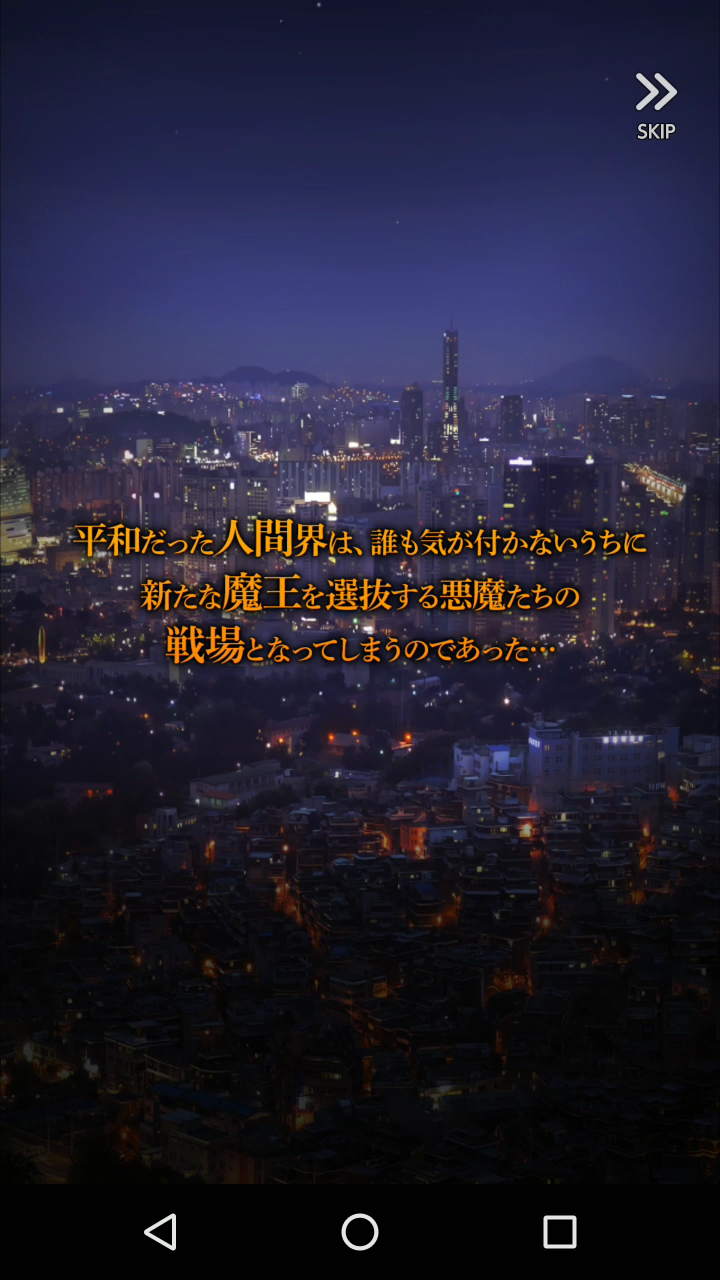 SKIP
平和だった人間界は、誰も気が付かないうちに
新たな魔王を選抜する悪魔たちの
戦場となってしまうのであった…